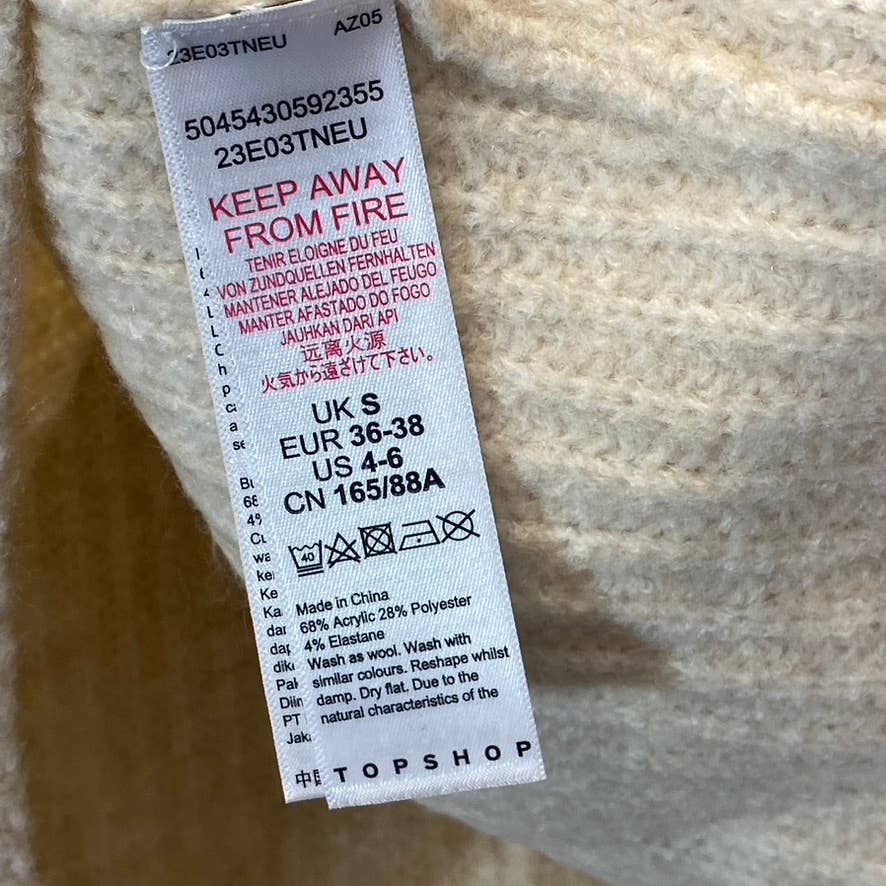 23E03TNEU AZ05
5045430592355
23E03TNEU
KEEP AWAY
FROM FIRE
TENIR ELOIGNE DU FEU
VON ZUNDQUELLEN FERNHALTEN
MANTENER ALEJADO DEL FEUGO
MANTER AFASTADO DO FOGO
JAUHKAN DARI API
远离火源
火気から遠ざけて下さい。
UK S
EUR 36-38
US 4-6
CN 165/88A
40
Made in China
68% Acrylic 28% Polyester
4% Elastane
Wash as wool. Wash with
similar colours. Reshape whilst
damp. Dry flat. Due to the
natural characteristics of the
TOPSHOP